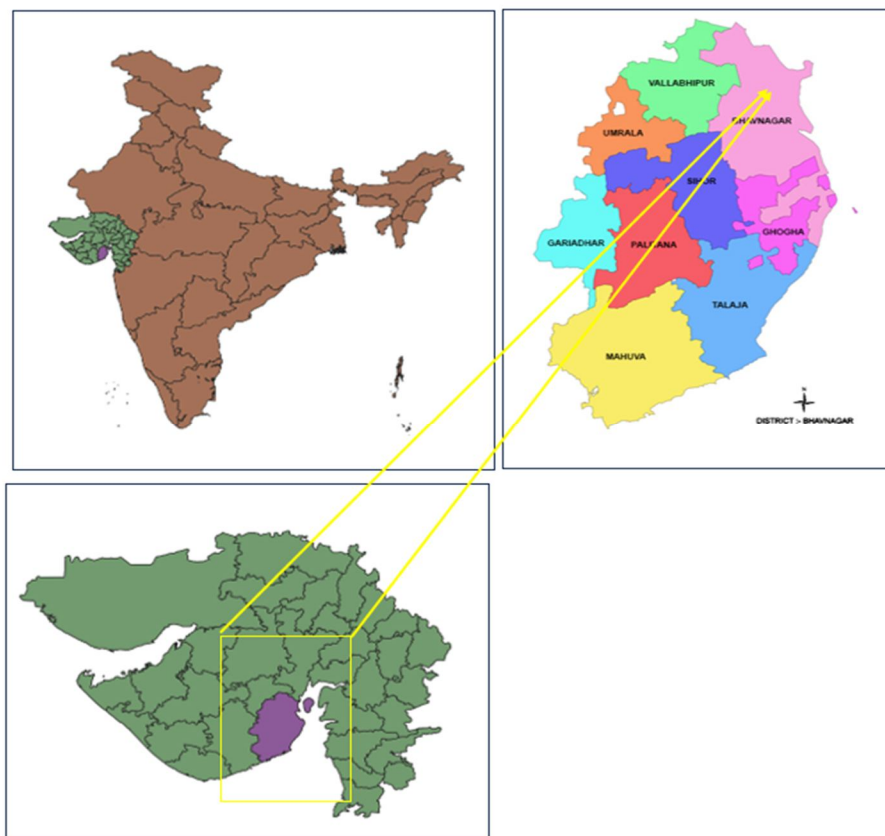 VALLABHIPUR
BHAVNAGAR
UMRALA
SIHOR
GHOGHA
GARIADHAR
PALITANA
TALAJA
MAHUVA
N
DISTRICT :- BHAVNAGAR